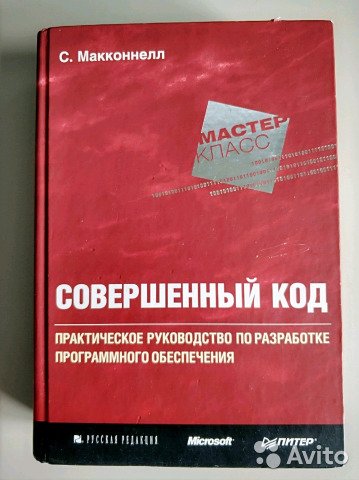 С. Макконнелл
МАСТЕР
КЛАСС
СОВЕРШЕННЫЙ КОД
ПРАКТИЧЕСКОЕ РУКОВОДСТВО ПО РАЗРАБОТКЕ
ПРОГРАММНОГО ОБЕСПЕЧЕНИЯ
РУССКАЯ РЕДАКЦИЯ Microsoft ПИТЕР
Avito